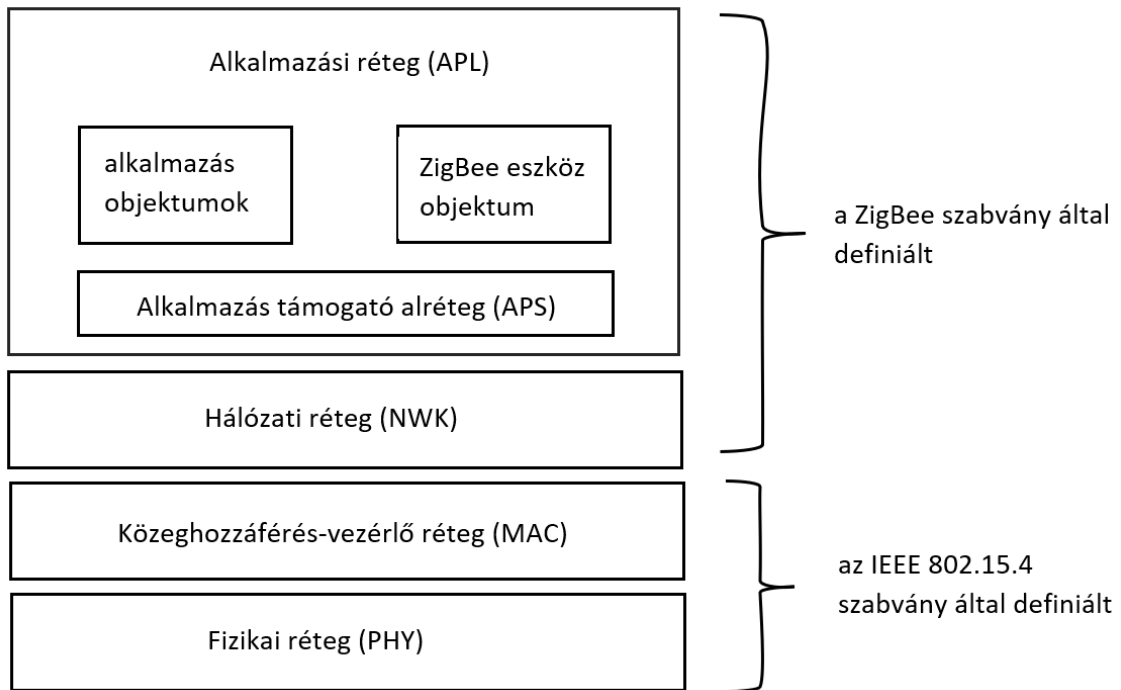 Alkalmazási réteg (APL)
alkalmazás
objektumok
ZigBee eszköz
objektum
Alkalmazás támogató alréteg (APS)
Hálózati réteg (NWK)
a ZigBee szabvány által
definiált
Közeghozzáférés-vezérlő réteg (MAC)
Fizikai réteg (PHY)
az IEEE 802.15.4
szabvány által definiált